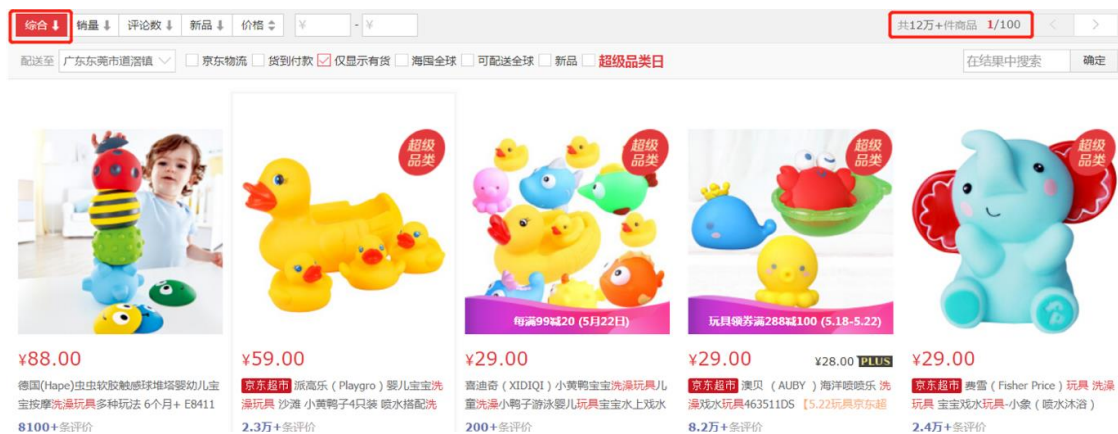 综合 销量 评论数 新品 价格 ¥ - ¥ 共12万+件商品 1/100 < >
配送至 广东东莞市道滘镇 京东物流 货到付款 仅显示有货 海囤全球 可配送全球 新品 超级品类日 在结果中搜索 确定
超级
品类
超级
品类
超级
品类
超级
品类
每满99减20 (5月22日)
玩具领券满288减100 (5.18-5.22)
¥88.00
德国(Hape)虫虫软胶触感球堆塔婴幼儿宝
宝按摩洗澡玩具多种玩法 6个月+ E8411
8100+条评价
¥59.00
京东超市 派高乐（Playgro）婴儿宝宝洗
澡玩具 沙滩 小黄鸭子4只装 喷水搭配洗
2.3万+条评价
¥29.00
喜迪奇（XIDIQI）小黄鸭宝宝洗澡玩具儿
童洗澡小鸭子游泳婴儿玩具宝宝水上戏水
200+条评价
¥29.00 ¥28.00 PLUS
京东超市 澳贝（AUBY）海洋喷喷乐 洗
澡戏水玩具463511DS 【5.22玩具京东超
8.2万+条评价
¥29.00
京东超市 费雪（Fisher Price）玩具 洗澡
玩具 宝宝戏水玩具-小象（喷水沐浴）
2.4万+条评价